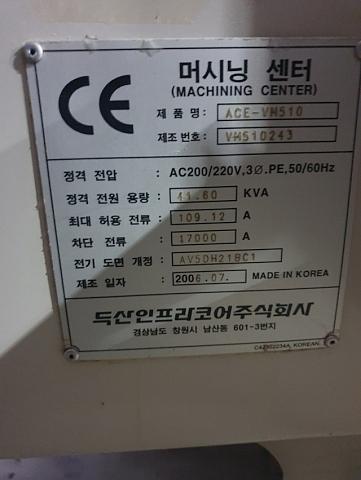 CE
머시닝 센터
(MACHINING CENTER)
제 품 명: ACE-VM510
제조 번호: VM510243
정격 전압 : AC200/220V,3Ø.PE,50/60Hz
정격 전원 용량: 41.60 KVA
최대 허용 전류: 109.12 A
차단 전류 : 17000 A
전기 도면 개정: AV5DH21BC1
제조 일자 : 2006.07. MADE IN KOREA
두산인프라코어주식회사
경상남도 창원시 남산동 601-3번지
KOREAN.